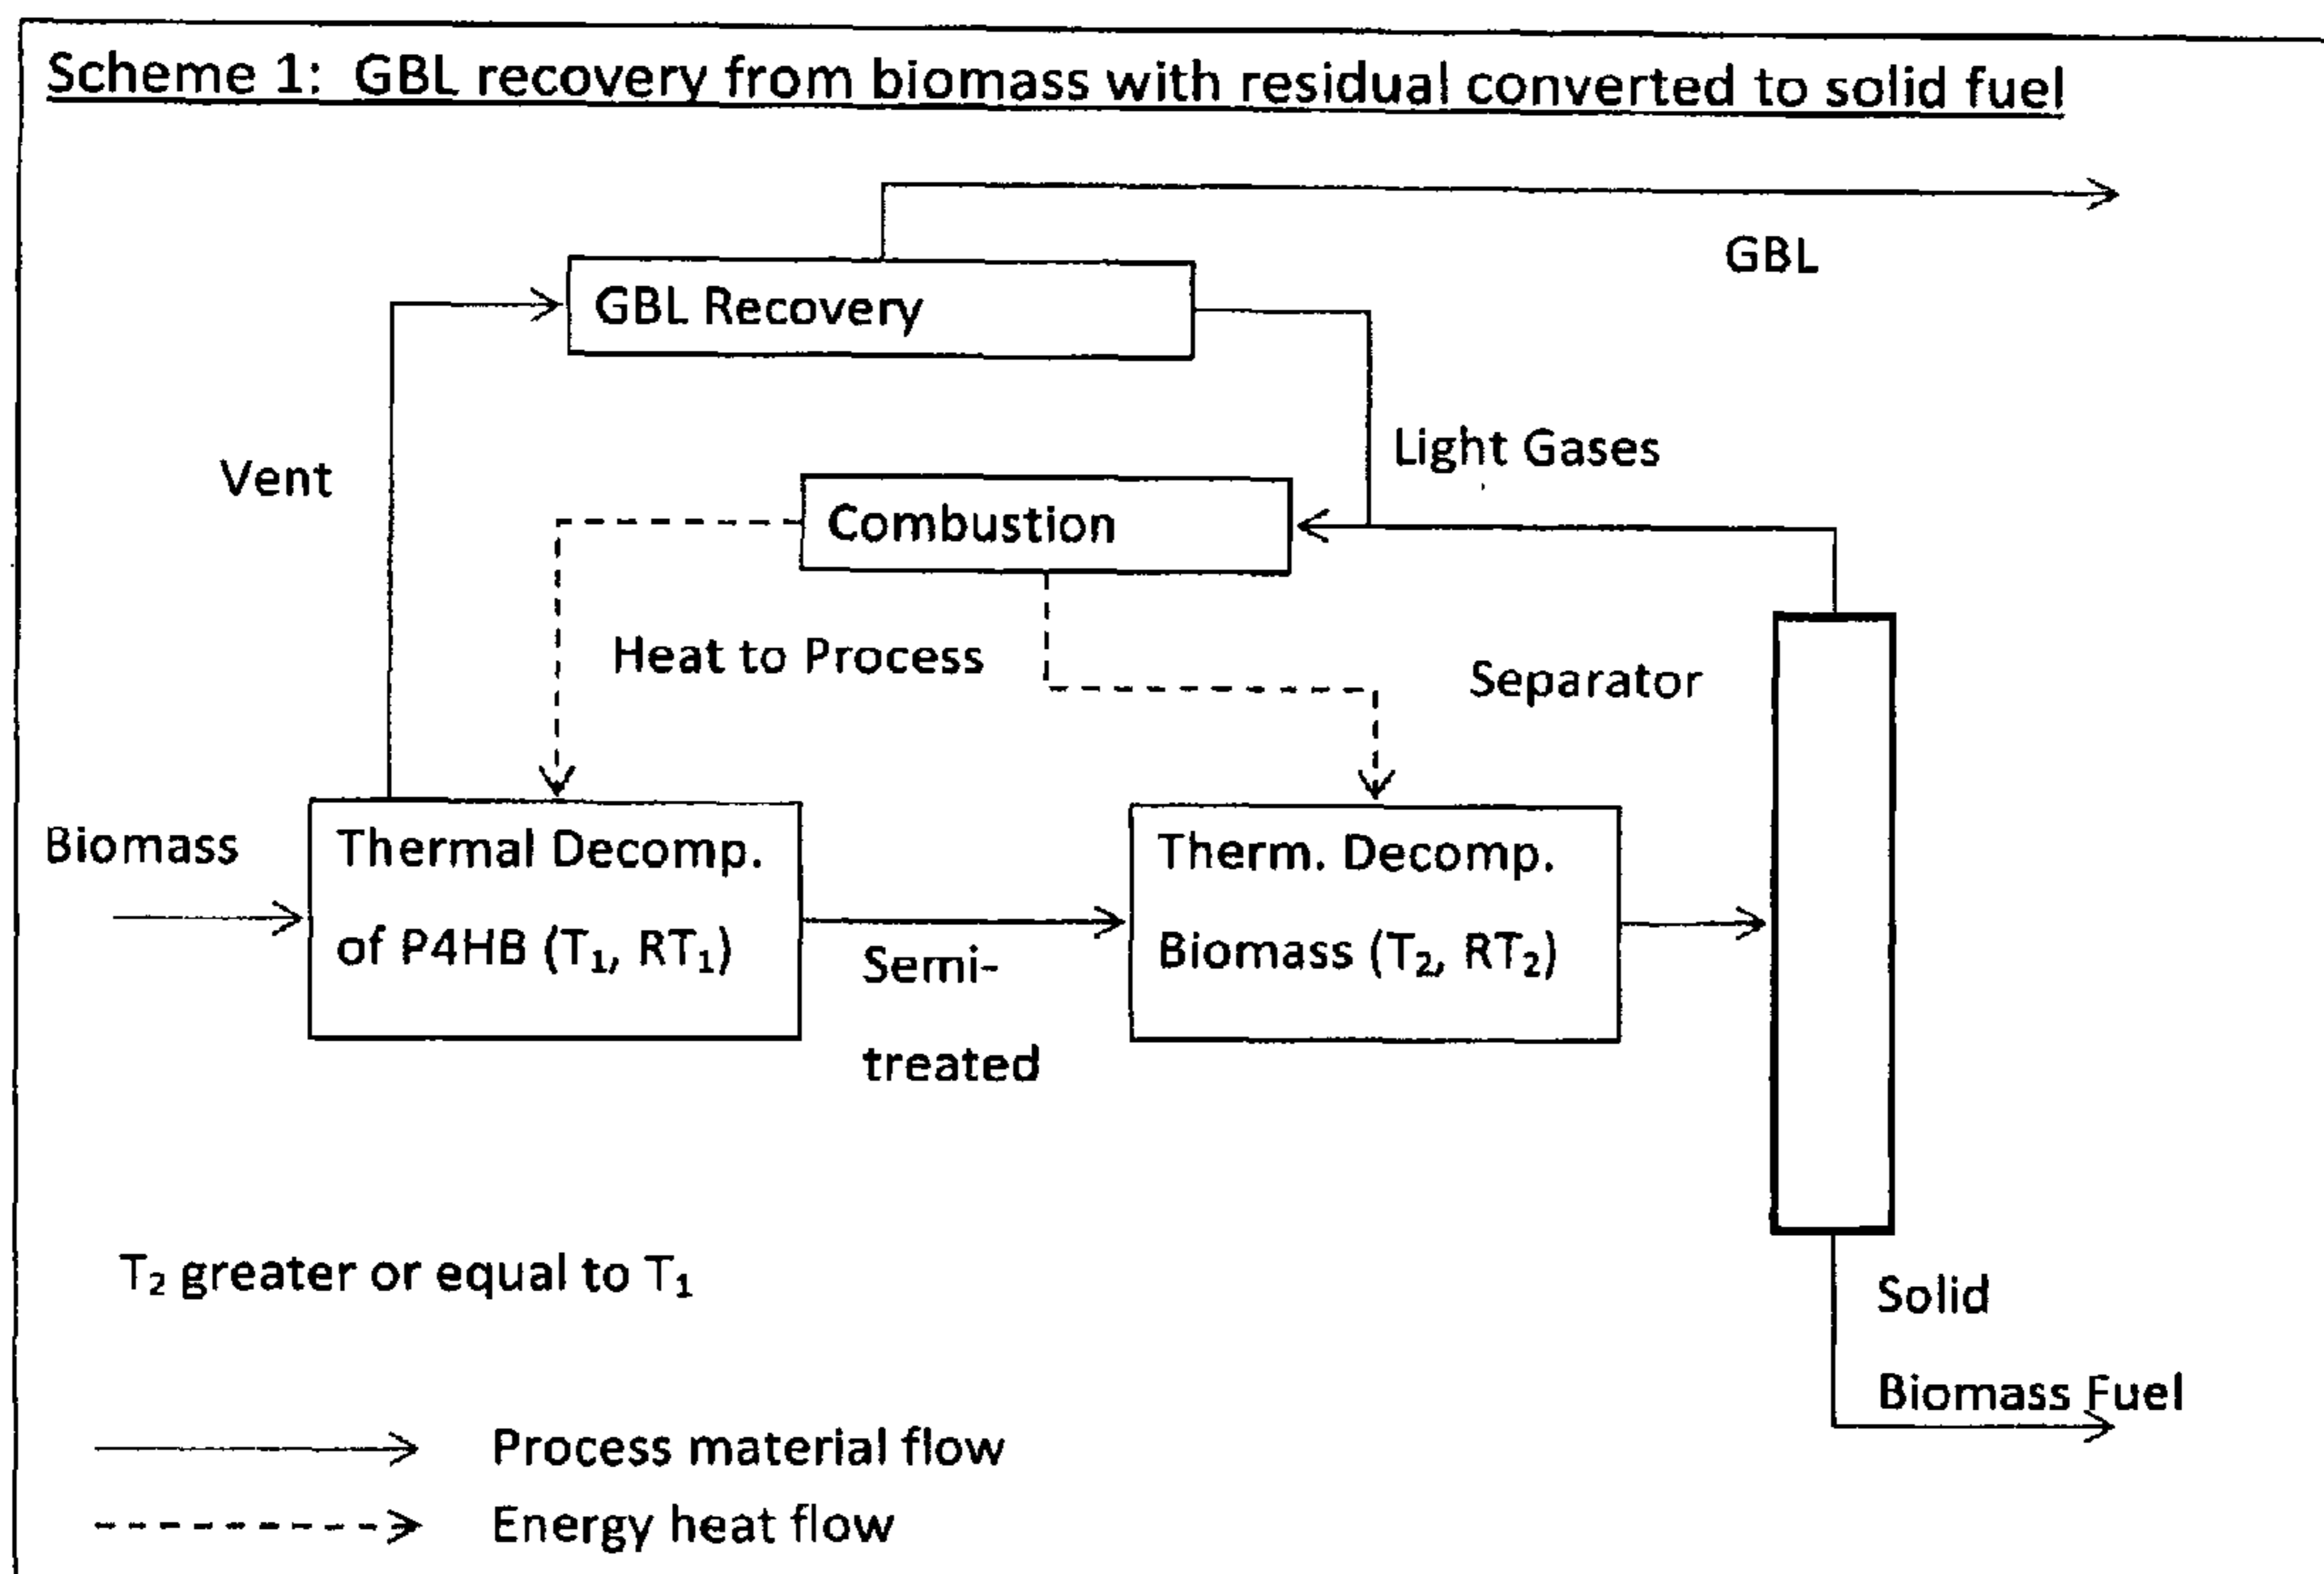 Scheme 1: GBL recovery from biomass with residual converted to solid fuel
GBL
GBL Recovery
Light Gases
Vent
Combustion
Heat to Process
Separator
Biomass
Thermal Decomp.
of P4HB (T₁, RT₁)
Semi-
treated
Therm. Decomp.
Biomass (T₂, RT₂)
T₂ greater or equal to T₁
Solid
Biomass Fuel
Process material flow
Energy heat flow